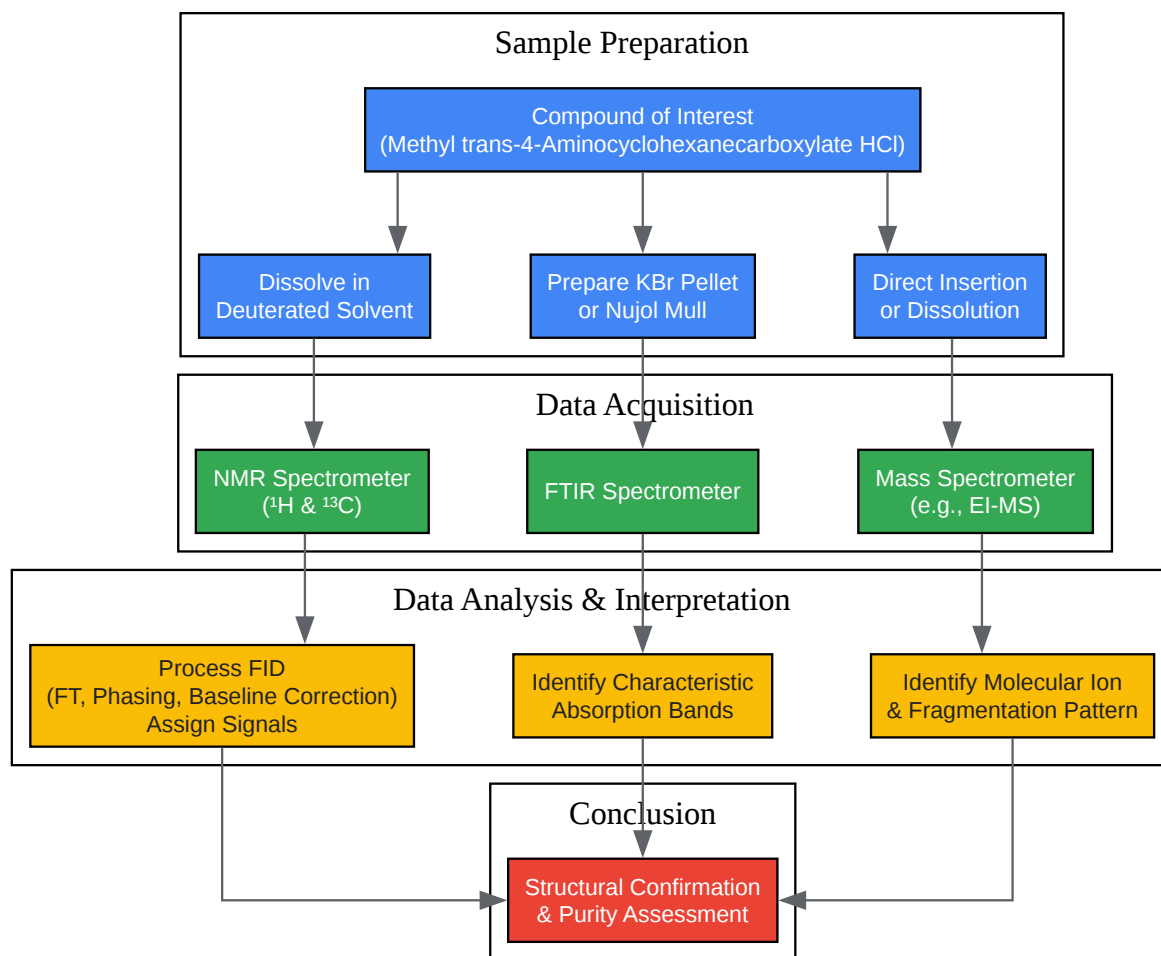 Sample Preparation
Compound of Interest
(Methyl trans-4-Aminocyclohexanecarboxylate HCl)
Dissolve in
Deuterated Solvent
Prepare KBr Pellet
or Nujol Mull
Direct Insertion
or Dissolution
Data Acquisition
NMR Spectrometer
(¹H & ¹³C)
FTIR Spectrometer
Mass Spectrometer
(e.g., EI-MS)
Data Analysis & Interpretation
Process FID
(FT, Phasing, Baseline Correction)
Assign Signals
Identify Characteristic
Absorption Bands
Identify Molecular Ion
& Fragmentation Pattern
Conclusion
Structural Confirmation
& Purity Assessment